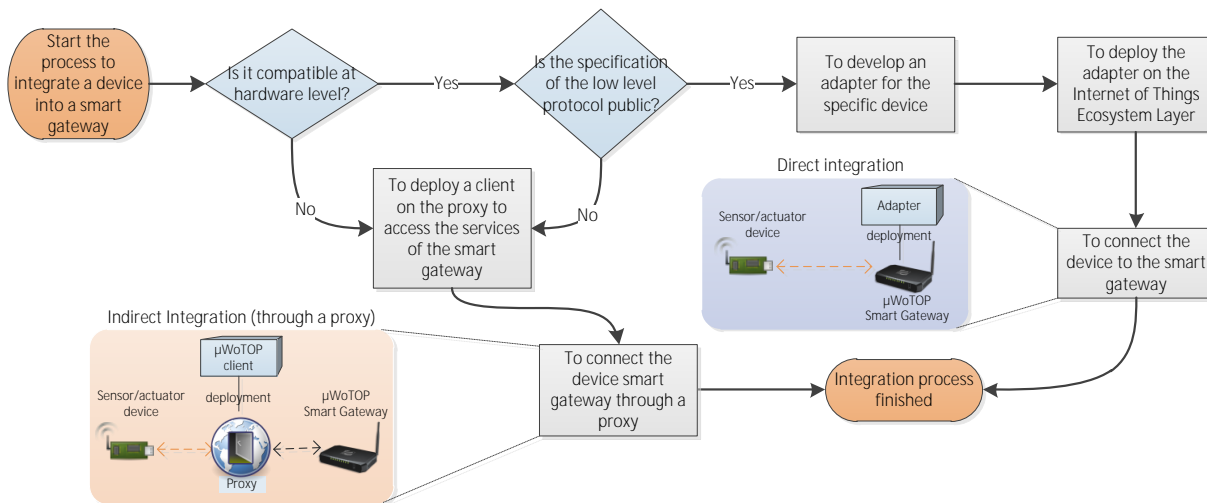 Start the
process to
integrate a device
into a smart
gateway
Is it compatible at
hardware level?
Yes
Is the specification
of the low level
protocol public?
Yes
To develop an
adapter for the
specific device
To deploy the
adapter on the
Internet of Things
Ecosystem Layer
No
To deploy a client
on the proxy to
access the services
of the smart
gateway
No
Direct integration
Sensor/actuator
device
Adapter
deployment
µWoTOP
Smart Gateway
To connect the
device to the smart
gateway
Indirect Integration (through a proxy)
µWoTOP
client
Sensor/actuator
device
deployment
µWoTOP
Smart Gateway
Proxy
To connect the
device smart
gateway through a
proxy
Integration process
finished